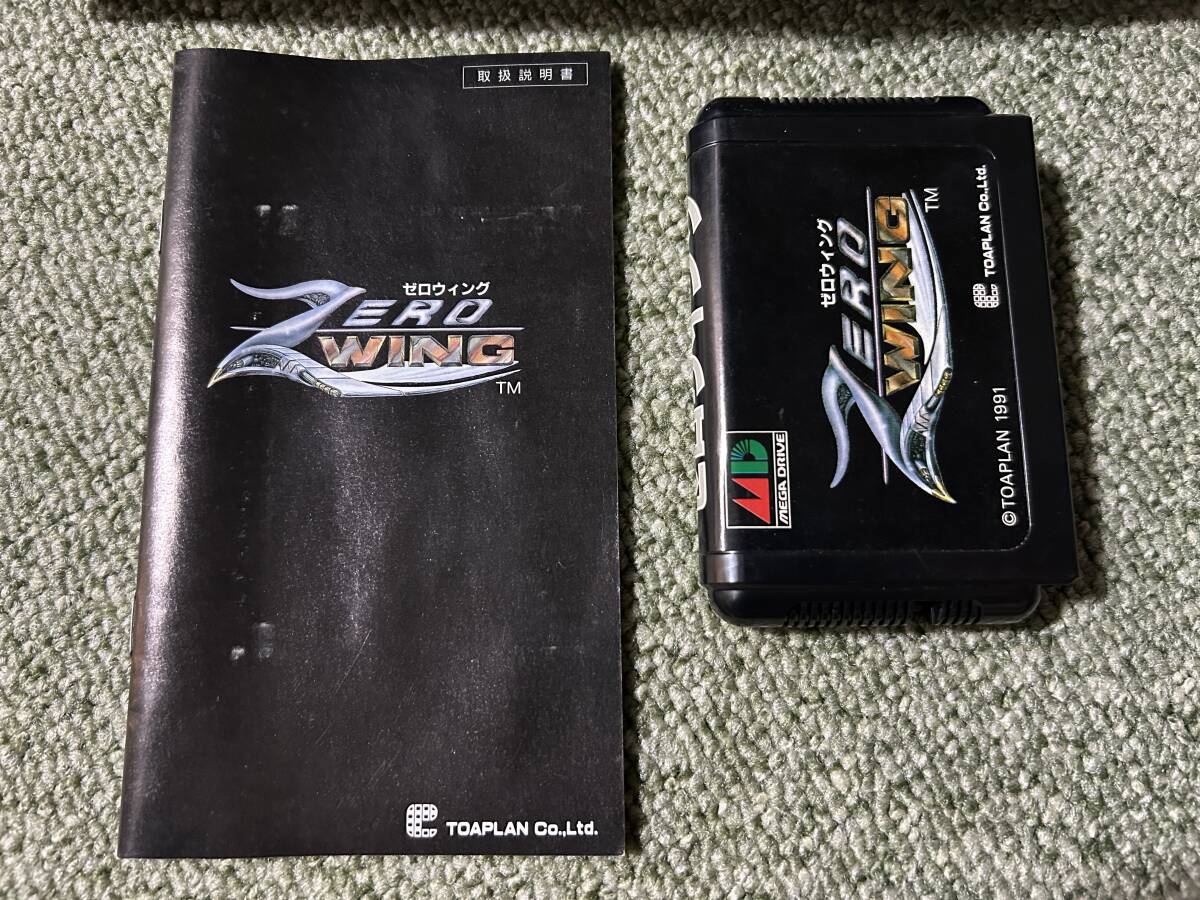 取扱説明書
ゼロウィング
ZERO
WING
TM
TOAPLAN Co.,Ltd.
ゼロウィング
ZERO
WING
TM
TOAPLAN Co.,Ltd.
MEGA DRIVE
©TOAPLAN 1991